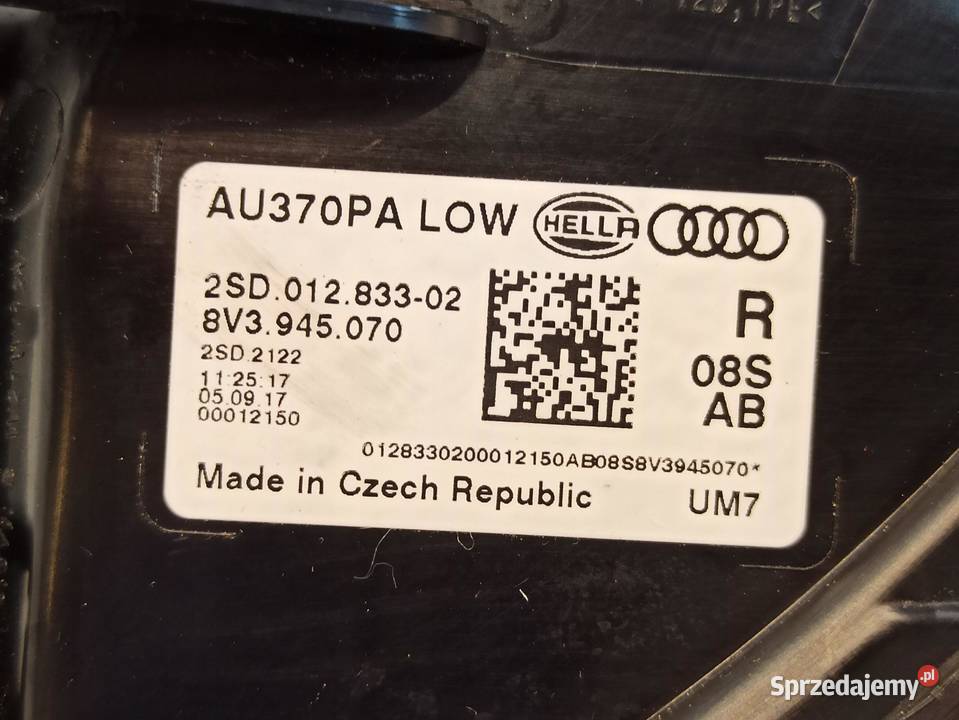 AU370PA LOW HELLA
2SD.012.833-02
8V3.945.070
R
2SD.2122
11:25:17
05.09.17
00012150
08S
AB
0128330200012150AB08S8V3945070*
Made in Czech Republic UM7
Sprzedajemy.pl